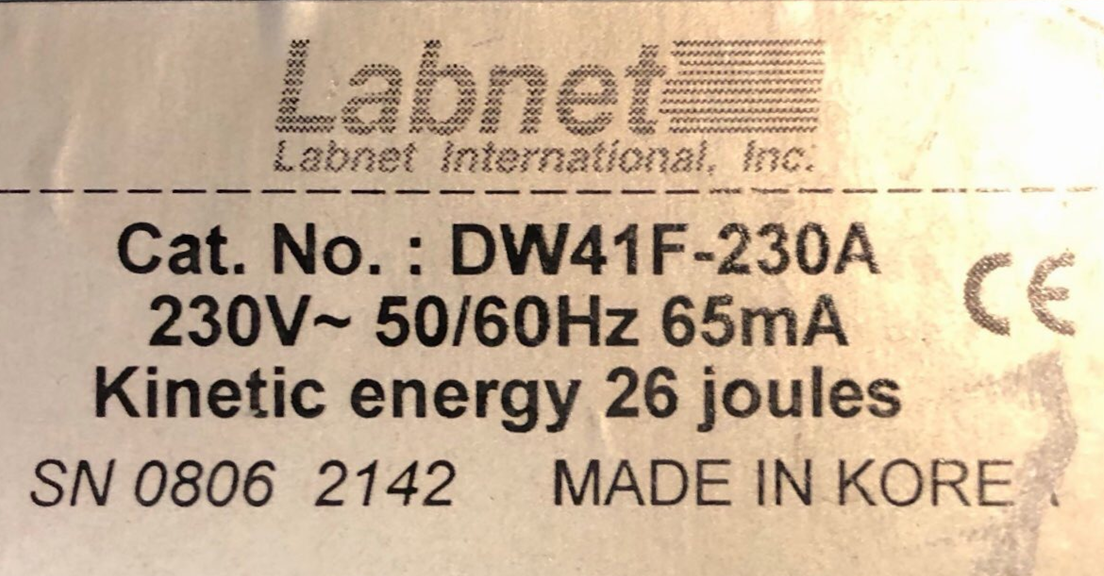 Labnet
Labnet International, Inc.
Cat. No. : DW41F-230A
230V~ 50/60Hz 65mA
CE
Kinetic energy 26 joules
SN 0806 2142 MADE IN